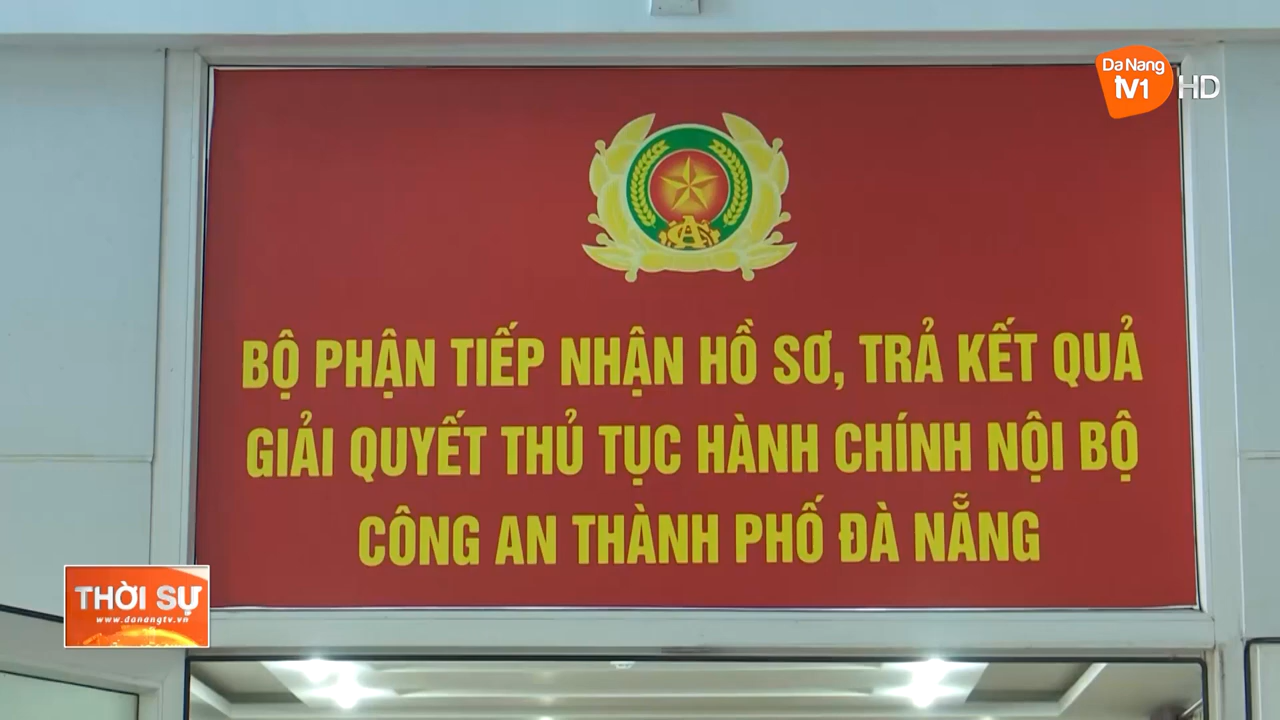 Da Nang
TV1 HD
CA
BỘ PHẬN TIẾP NHẬN HỒ SƠ, TRẢ KẾT QUẢ
GIẢI QUYẾT THỦ TỤC HÀNH CHÍNH NỘI BỘ
CÔNG AN THÀNH PHỐ ĐÀ NẴNG
THỜI SỰ
www.danangtv.vn